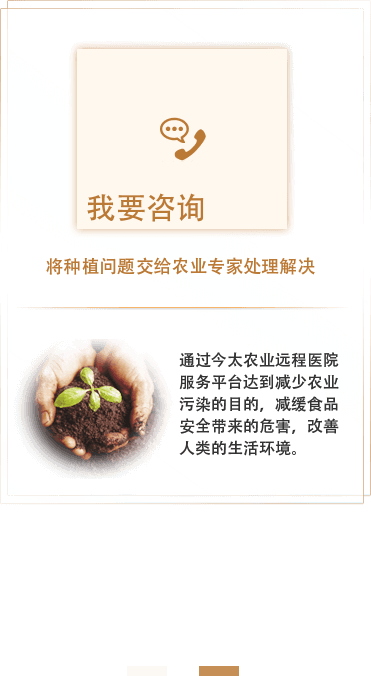 我要咨询
将种植问题交给农业专家处理解决
通过今太农业远程医院
服务平台达到减少农业
污染的目的，减缓食品
安全带来的危害，改善
人类的生活环境。